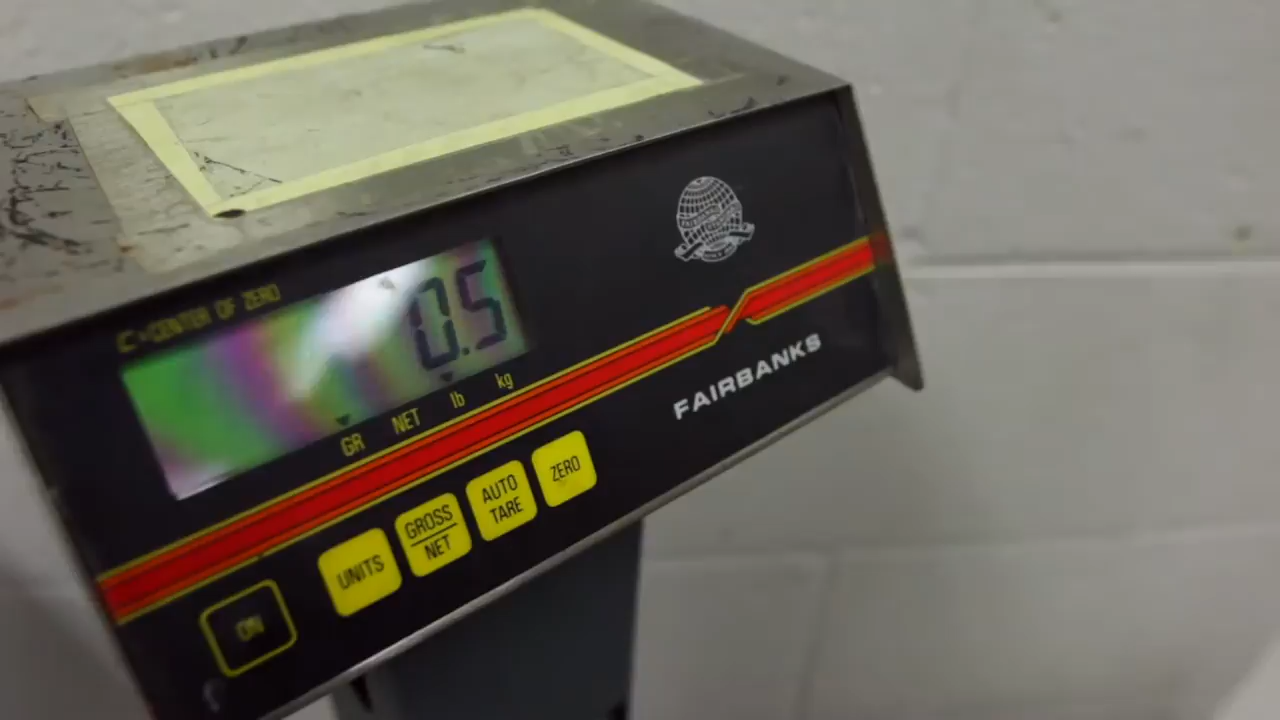 ⊂=CENTER OF ZERO
0.5
GR NET lb kg
FAIRBANKS
ON
UNITS
GROSS
NET
AUTO
TARE
ZERO